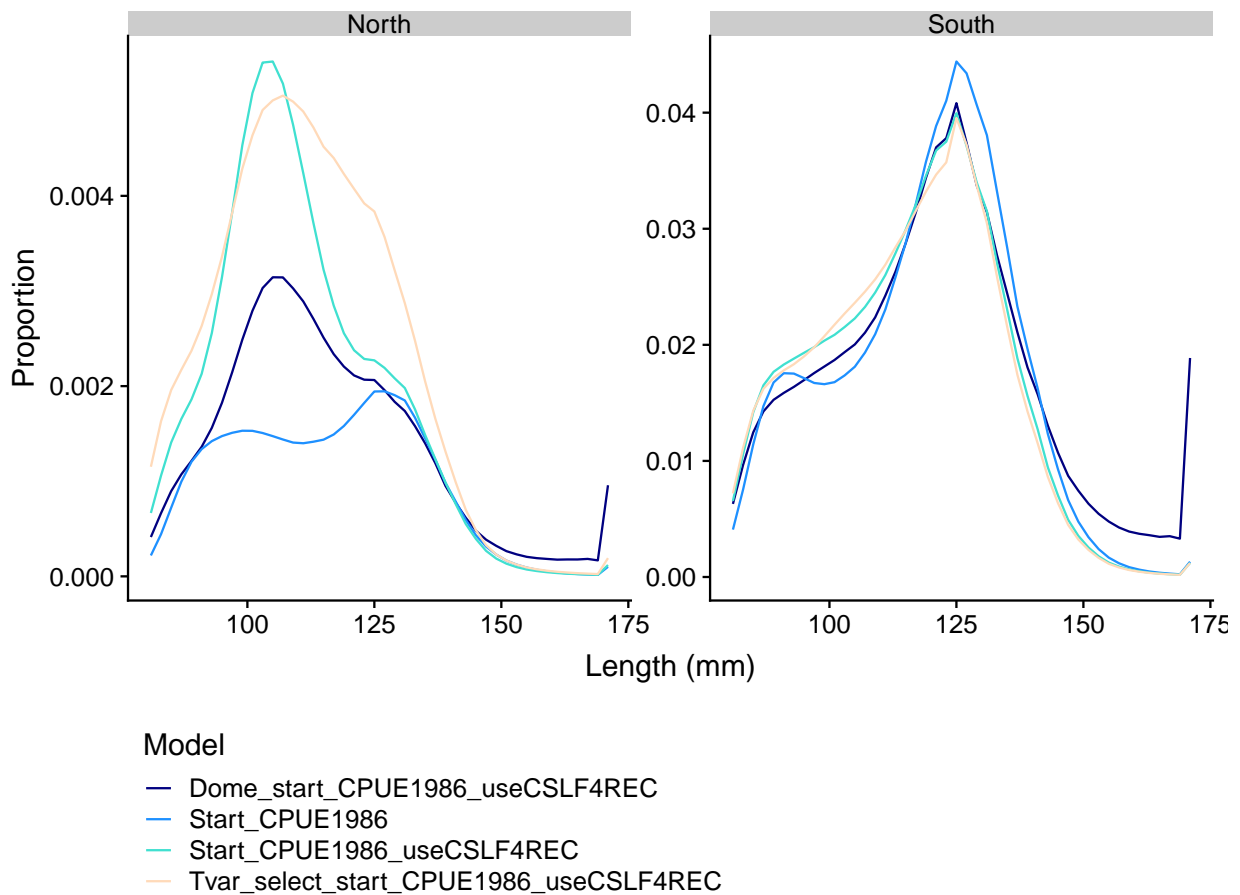 North
South
Proportion
0.004
0.002
0.000
0.04
0.03
0.02
0.01
0.00
100 125 150 175
100 125 150 175
Length (mm)
Model
Dome_start_CPUE1986_useCSLF4REC
Start_CPUE1986
Start_CPUE1986_useCSLF4REC
Tvar_select_start_CPUE1986_useCSLF4REC